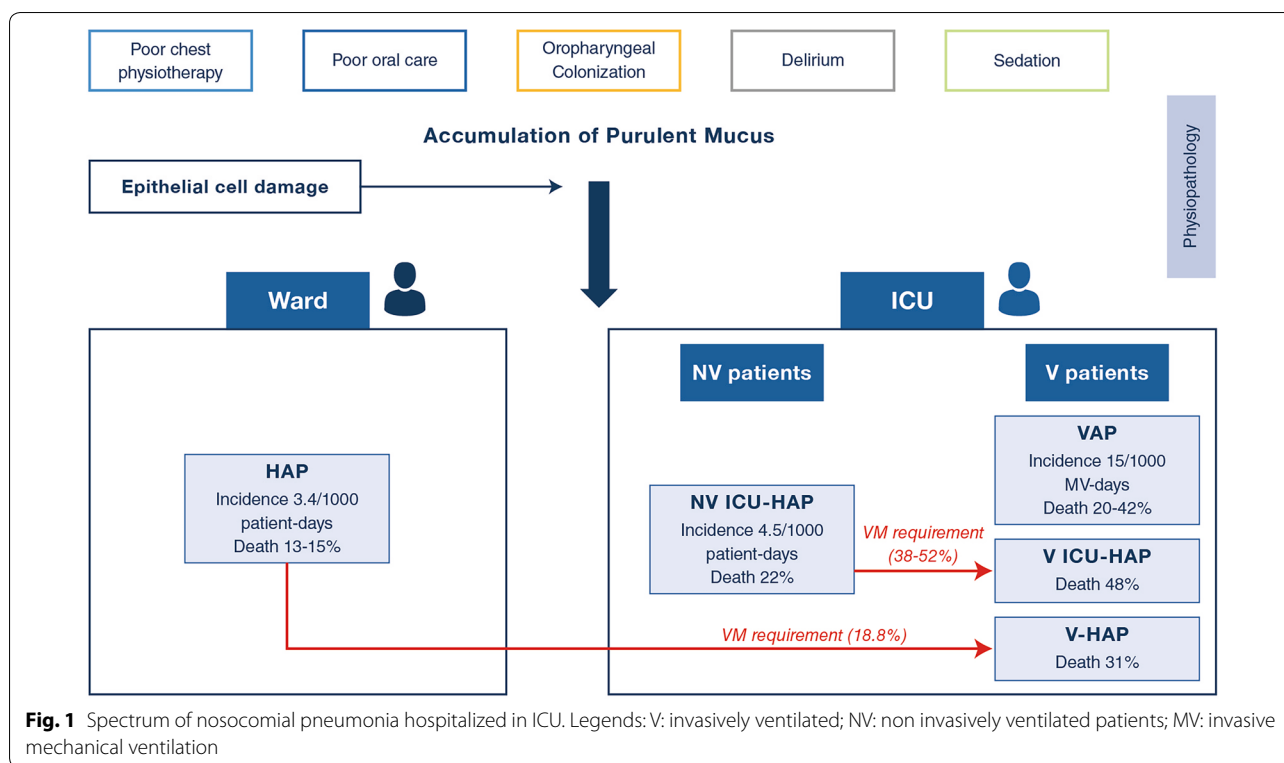 Poor chest
physiotherapy
Poor oral care
Oropharyngeal
Colonization
Delirium
Sedation
Accumulation of Purulent Mucus
Epithelial cell damage
Physiopathology
Ward
ICU
NV patients
V patients
HAP
Incidence 3.4/1000
patient-days
Death 13-15%
NV ICU-HAP
Incidence 4.5/1000
patient-days
Death 22%
VM requirement
(38-52%)
VAP
Incidence 15/1000
MV-days
Death 20-42%
V ICU-HAP
Death 48%
VM requirement (18.8%)
V-HAP
Death 31%
Fig. 1 Spectrum of nosocomial pneumonia hospitalized in ICU. Legends: V: invasively ventilated; NV: non invasively ventilated patients; MV: invasive
mechanical ventilation